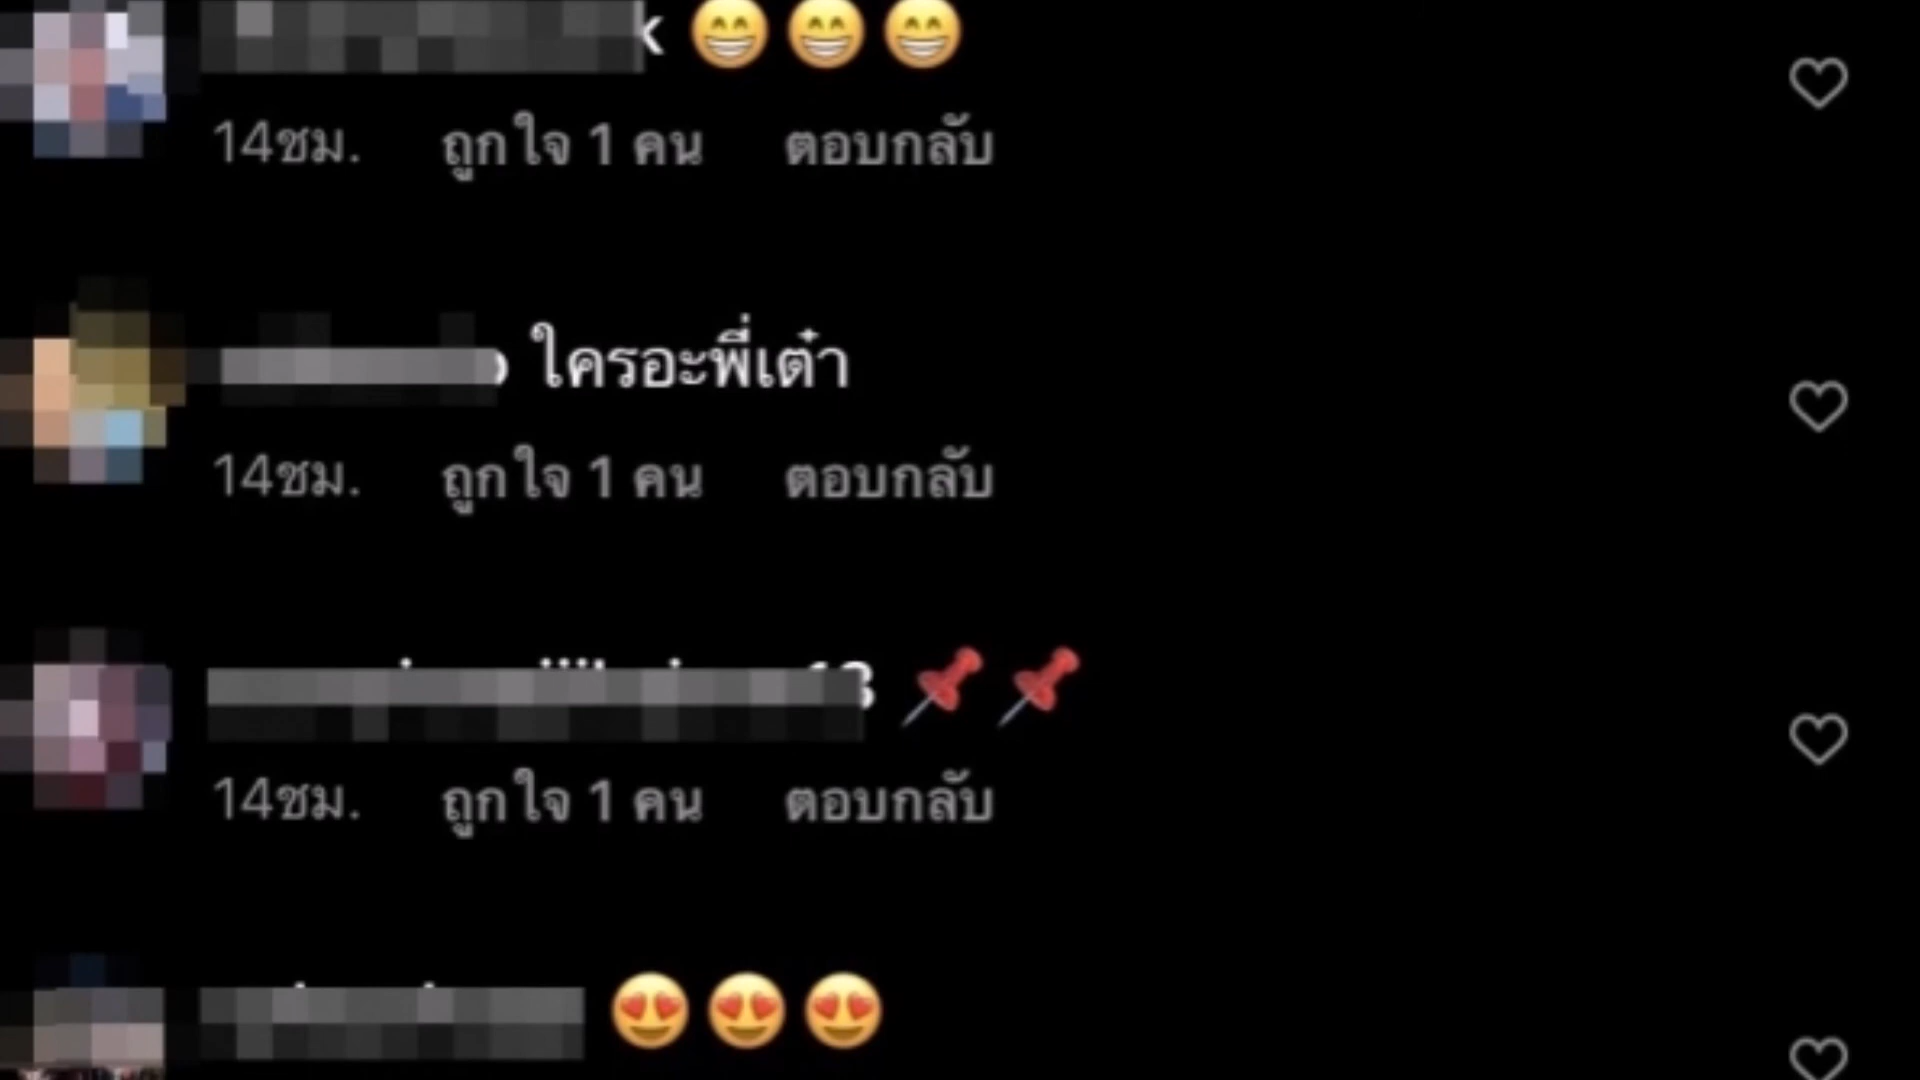 😁😁😁
14ชม. ถูกใจ 1 คน ตอบกลับ
ใครอะพี่เต๋า
14ชม. ถูกใจ 1 คน ตอบกลับ
📌📌
14ชม. ถูกใจ 1 คน ตอบกลับ
😍😍😍